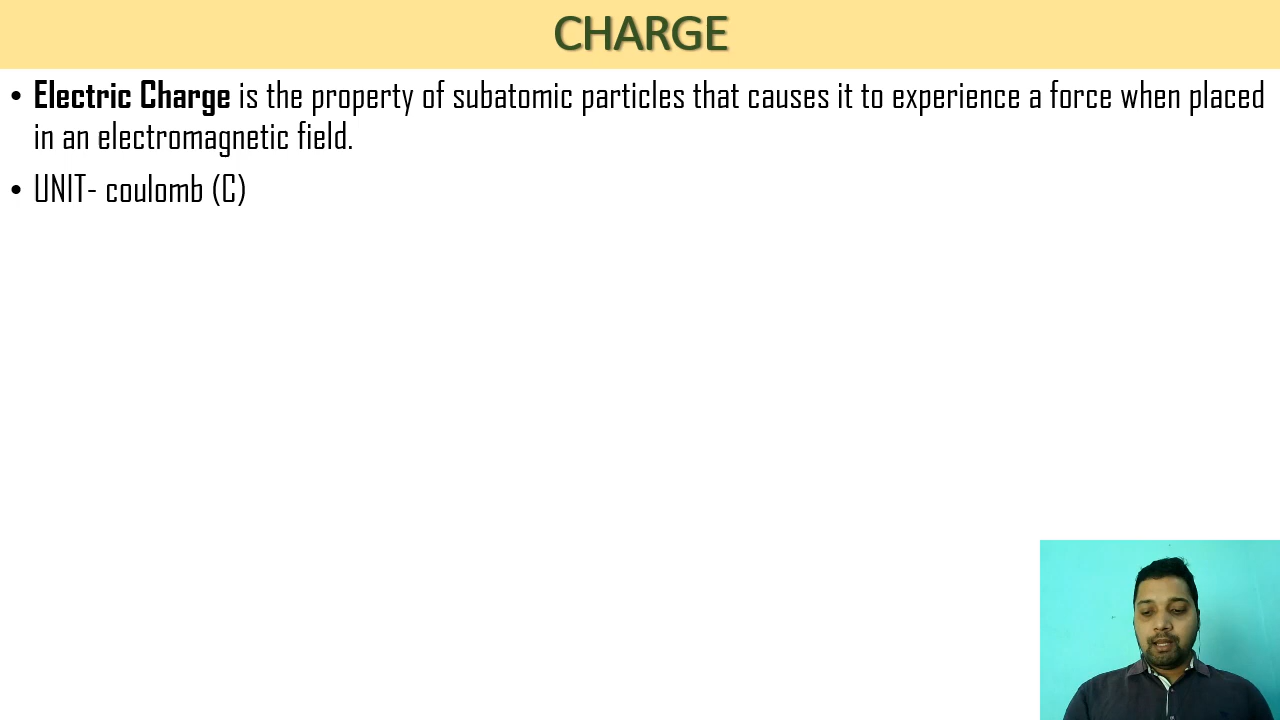 CHARGE
• Electric Charge is the property of subatomic particles that causes it to experience a force when placed
in an electromagnetic field.
• UNIT- coulomb (C)